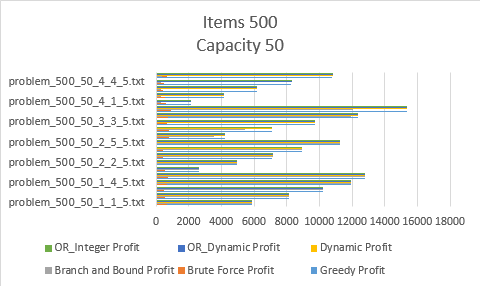 Items 500
Capacity 50
problem_500_50_4_4_5.txt
problem_500_50_4_1_5.txt
problem_500_50_3_3_5.txt
problem_500_50_2_5_5.txt
problem_500_50_2_2_5.txt
problem_500_50_1_4_5.txt
problem_500_50_1_1_5.txt
0 2000 4000 6000 8000 10000 12000 14000 16000 18000
OR_Integer Profit OR_Dynamic Profit Dynamic Profit
Branch and Bound Profit Brute Force Profit Greedy Profit